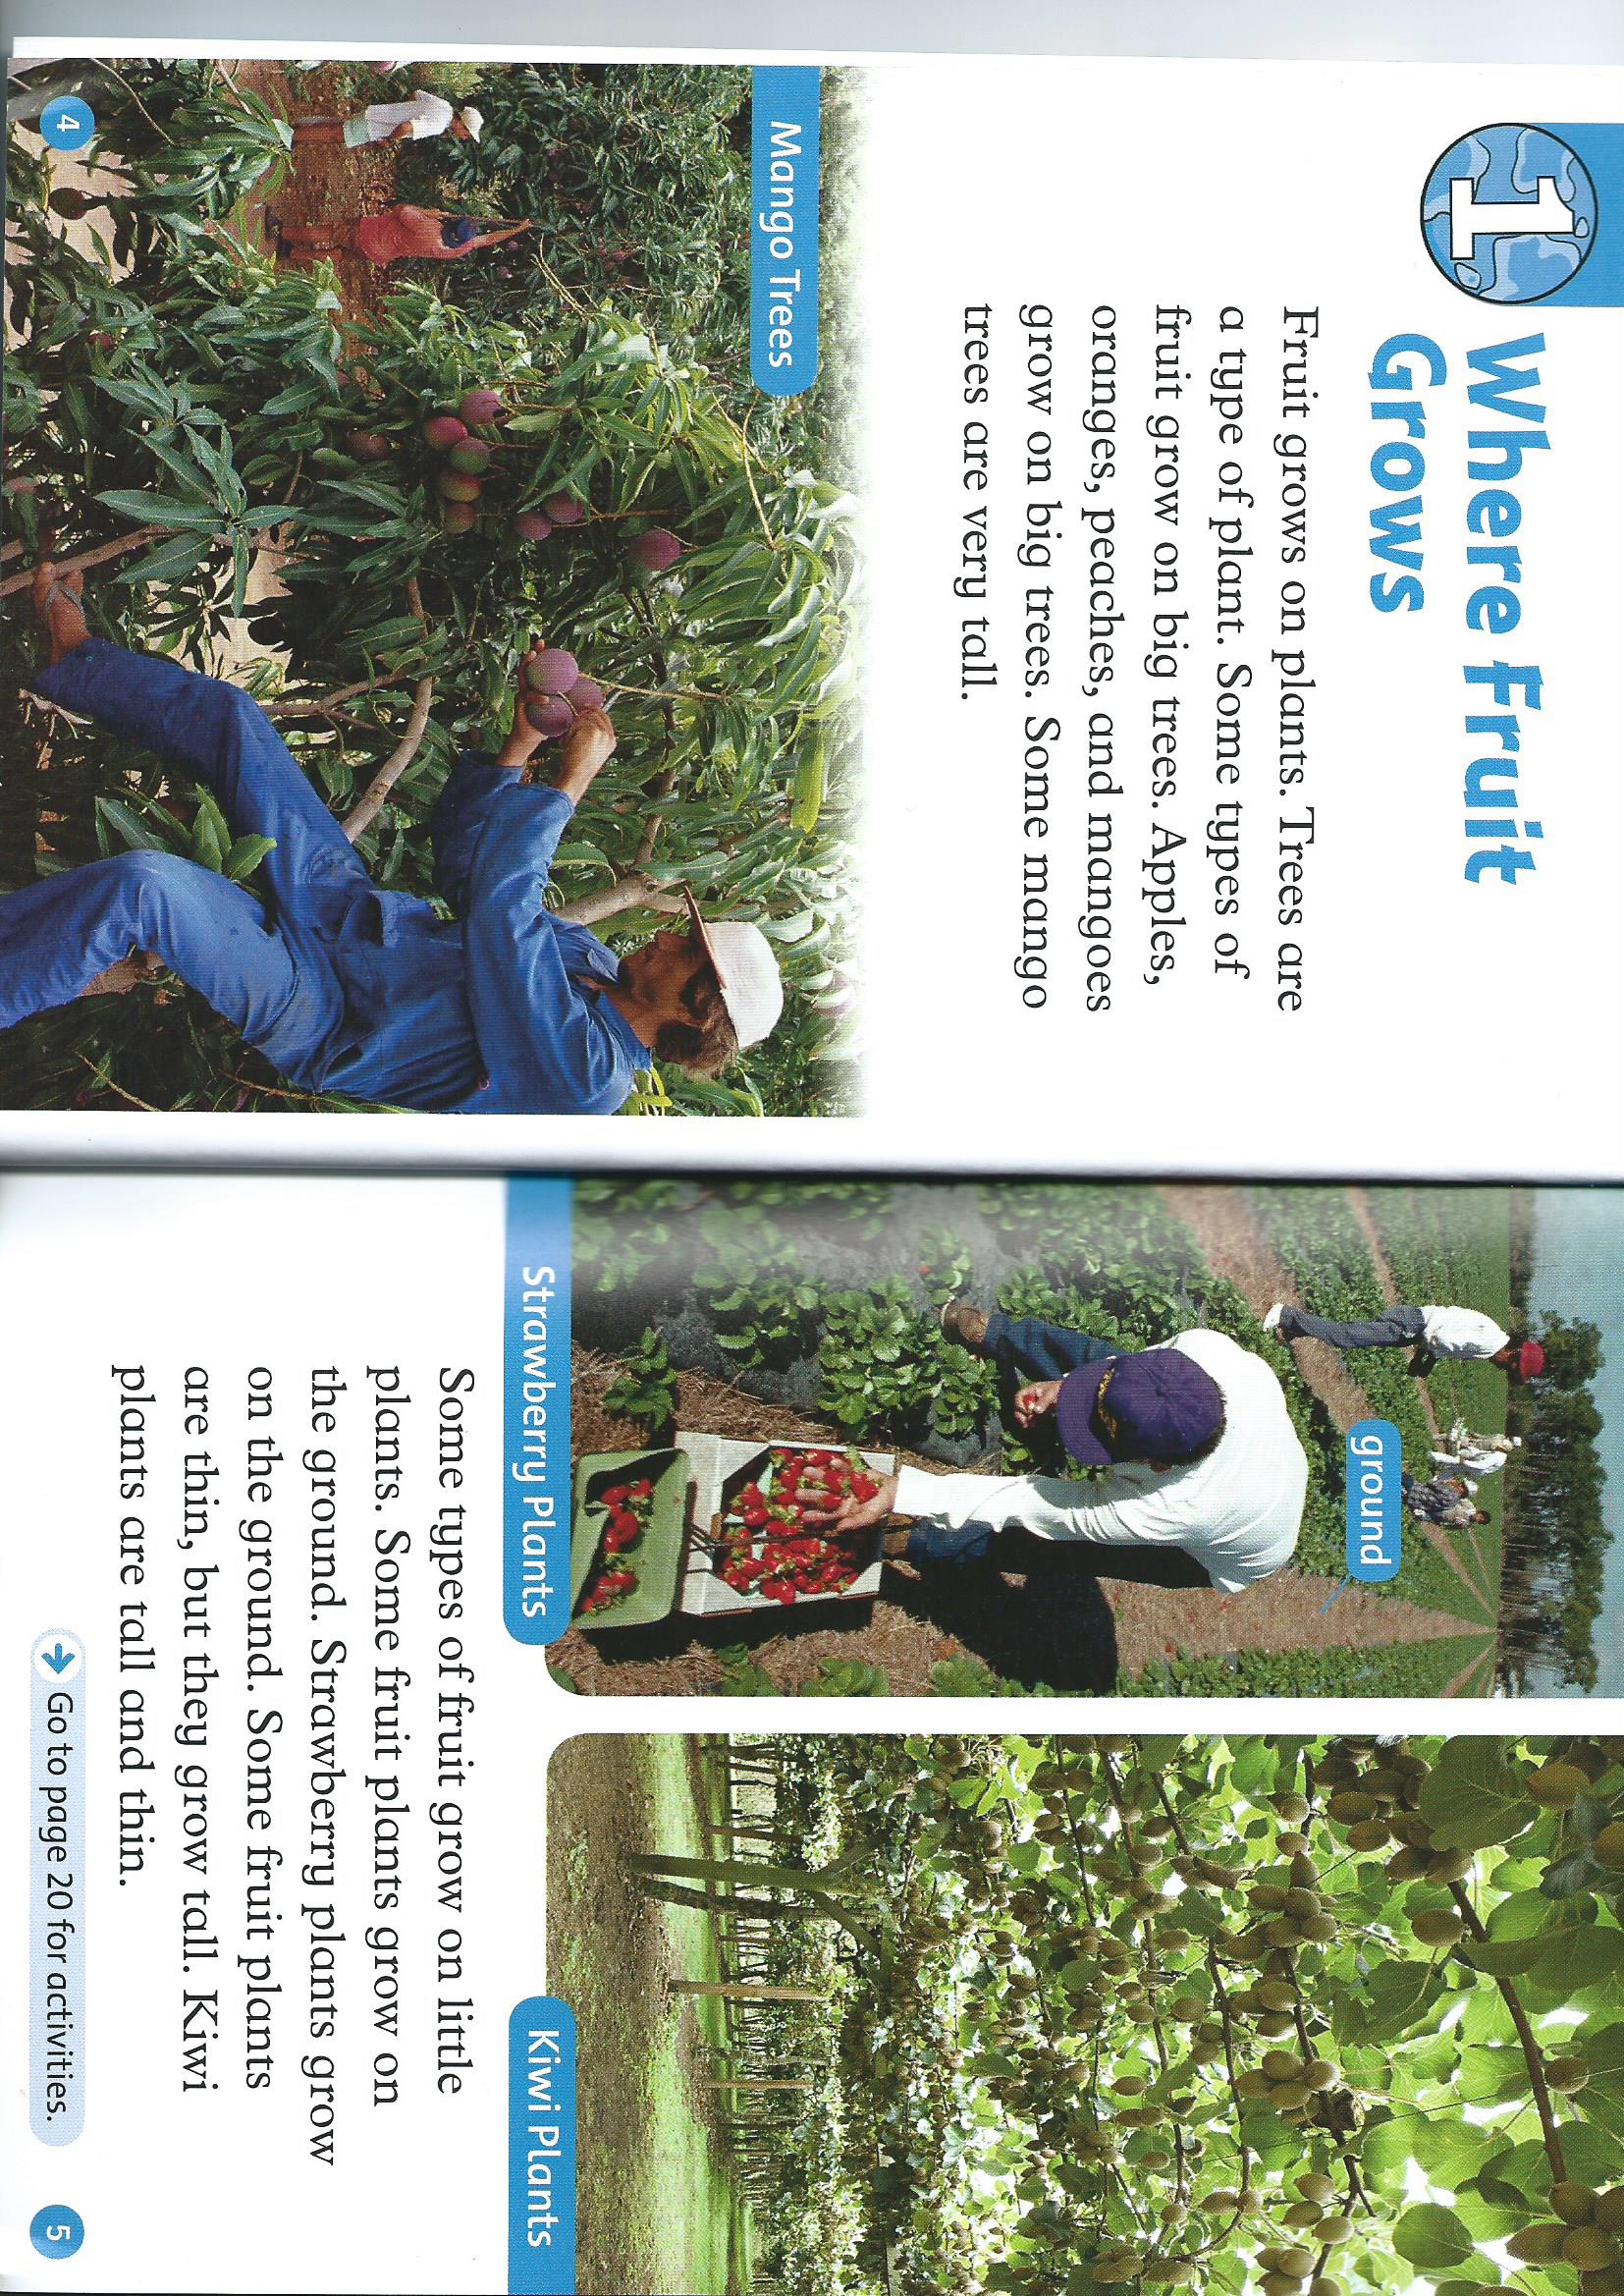 1
Where Fruit
Grows
Fruit grows on plants. Trees are
a type of plant. Some types of
fruit grow on big trees. Apples,
oranges, peaches, and mangoes
grow on big trees. Some mango
trees are very tall.
Mango Trees
4
ground
Strawberry Plants
Kiwi Plants
Some types of fruit grow on little
plants. Some fruit plants grow on
the ground. Strawberry plants grow
on the ground. Some fruit plants
are thin, but they grow tall. Kiwi
plants are tall and thin.
Go to page 20 for activities.
5